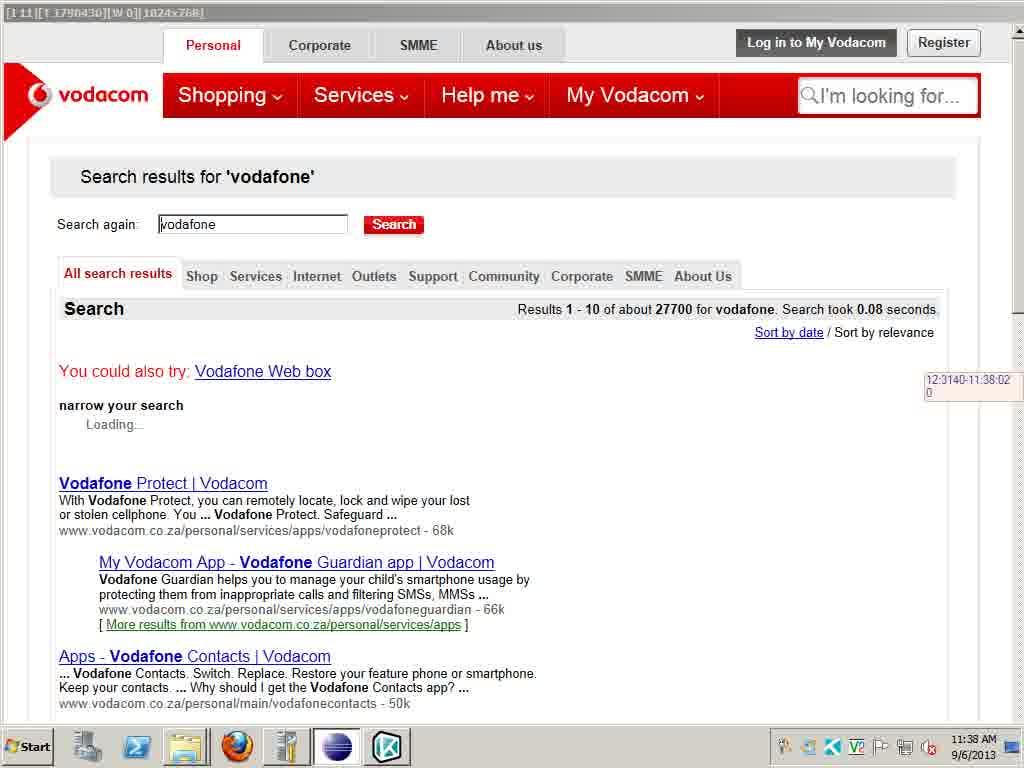 [I 11][T 1790430][W 0][1024x768]
Personal Corporate SMME About us Log in to My Vodacom Register
vodacom Shopping Services Help me My Vodacom I'm looking for...
Search results for 'vodafone'
Search again: vodafone Search
All search results Shop Services Internet Outlets Support Community Corporate SMME About Us
Search Results 1 - 10 of about 27700 for vodafone. Search took 0.08 seconds.
Sort by date / Sort by relevance
You could also try: Vodafone Web box
12:3140-11:38:02
0
narrow your search
Loading...
Vodafone Protect | Vodacom
With Vodafone Protect, you can remotely locate, lock and wipe your lost
or stolen cellphone. You ... Vodafone Protect. Safeguard ...
www.vodacom.co.za/personal/services/apps/vodafoneprotect - 68k
My Vodacom App - Vodafone Guardian app | Vodacom
Vodafone Guardian helps you to manage your child's smartphone usage by
protecting them from inappropriate calls and filtering SMSs, MMSs ...
www.vodacom.co.za/personal/services/apps/vodafoneguardian - 66k
[ More results from www.vodacom.co.za/personal/services/apps ]
Apps - Vodafone Contacts | Vodacom
... Vodafone Contacts. Switch. Replace. Restore your feature phone or smartphone.
Keep your contacts. ... Why should I get the Vodafone Contacts app? ...
www.vodacom.co.za/personal/main/vodafonecontacts - 50k
Start 11:38 AM
9/6/2013